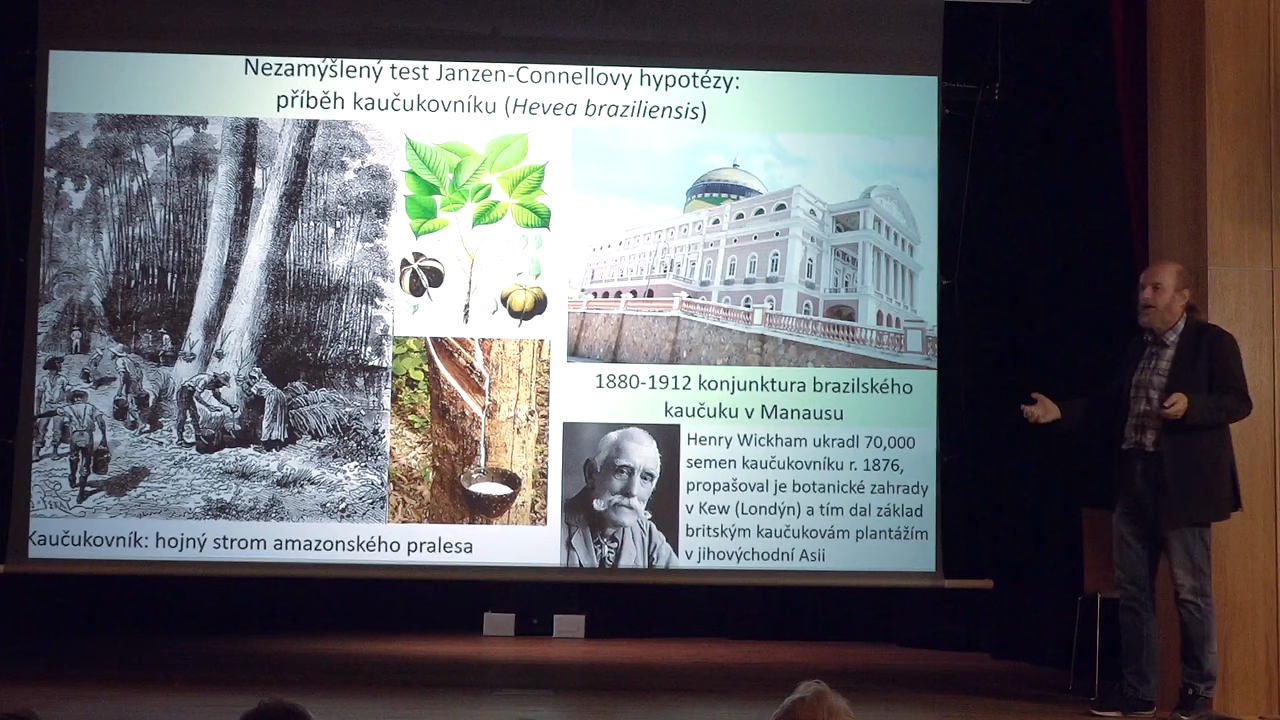 Nezamýšlený test Janzen-Connellovy hypotézy:
příběh kaučukovníku (Hevea braziliensis)
1880-1912 konjunktura brazilského
kaučuku v Manausu
Henry Wickham ukradl 70,000
semen kaučukovníku r. 1876,
propašoval je botanické zahrady
v Kew (Londýn) a tím dal základ
britským kaučukovám plantážím
v jihovýchodní Asii
Kaučukovník: hojný strom amazonského pralesa